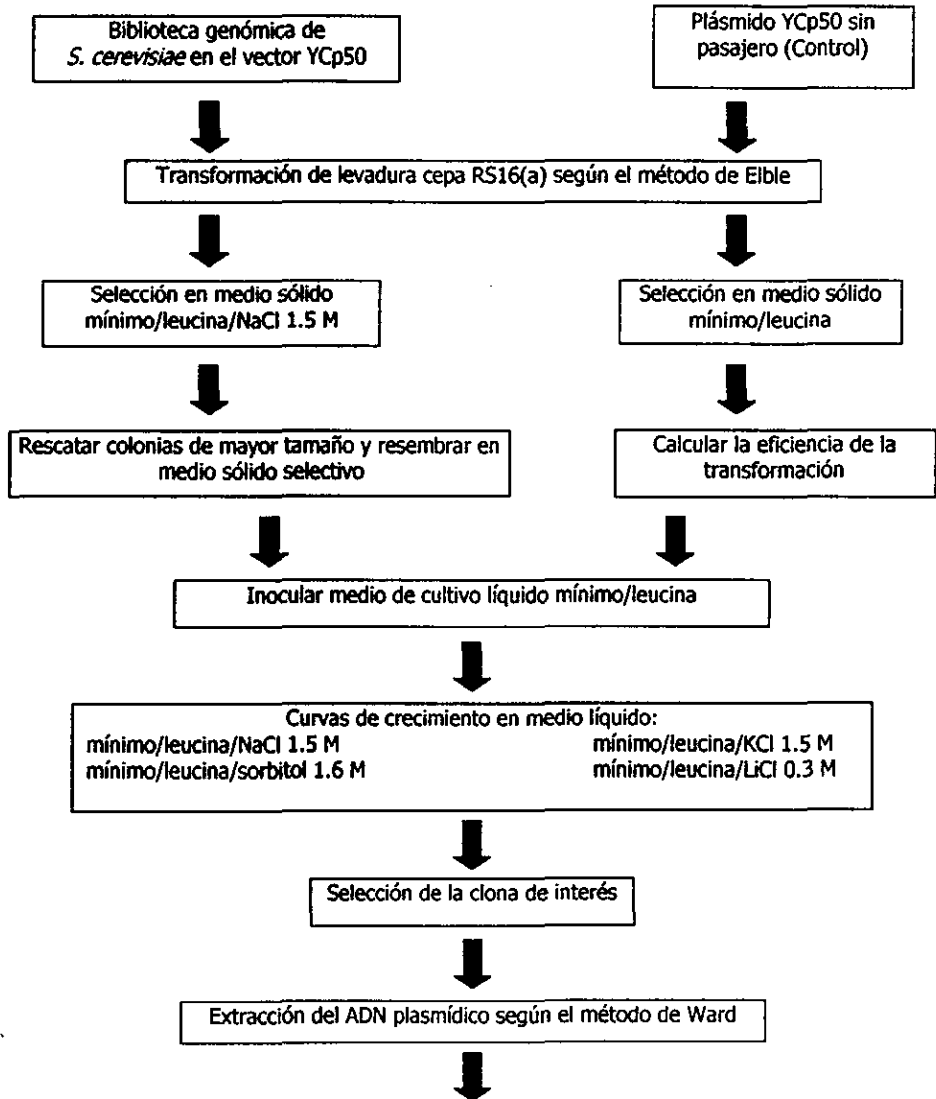 Biblioteca genómica de
S. cerevisiae en el vector YCp50
Plásmido YCp50 sin
pasajero (Control)
Transformación de levadura cepa RS16(a) según el método de Elble
Selección en medio sólido
mínimo/leucina/NaCl 1.5 M
Selección en medio sólido
mínimo/leucina
Rescatar colonias de mayor tamaño y resembrar en
medio sólido selectivo
Calcular la eficiencia de la
transformación
Inocular medio de cultivo líquido mínimo/leucina
Curvas de crecimiento en medio líquido:
mínimo/leucina/NaCl 1.5 M
mínimo/leucina/KCl 1.5 M
mínimo/leucina/sorbitol 1.6 M
mínimo/leucina/LiCl 0.3 M
Selección de la clona de interés
Extracción del ADN plasmídico según el método de Ward